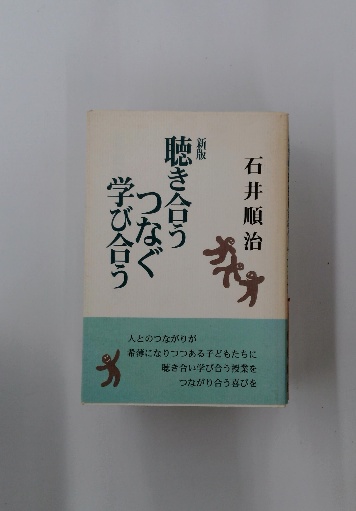 石井順治
新版
聴き合う
つなぐ
学び合う
人とのつながりが
希薄になりつつある子どもたちに
聴き合い学び合う授業を
つながり合う喜びを